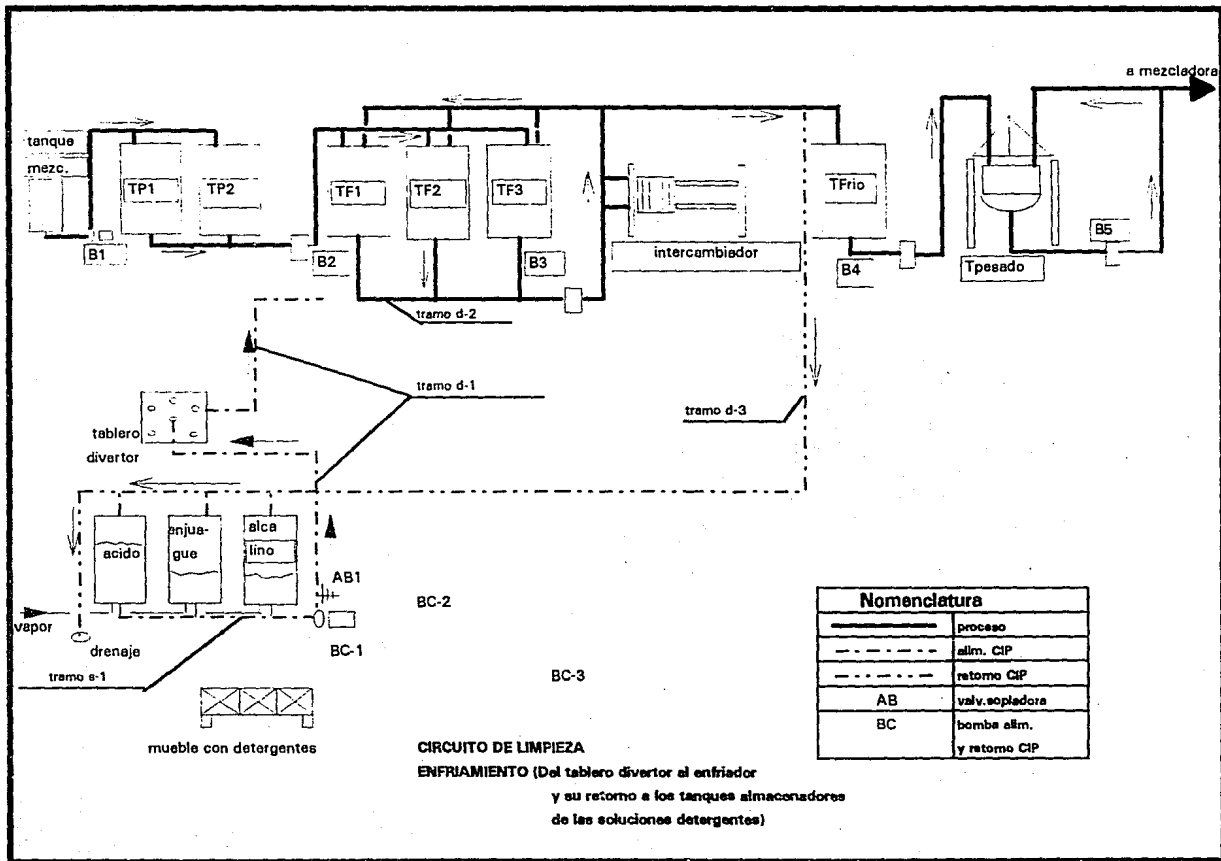 a mezcladora
tanque
mezc.
TP1
TP2
TF1
TF2
TF3
TFrio
B1
B2
B3
intercambiador
B4
Tpesado
B5
tramo d-2
tramo d-1
tramo d-3
tablero
divertor
acido
enjua-
gue
alca
lino
AB1
BC-2
vapor
drenaje
BC-1
tramo s-1
BC-3
mueble con detergentes
Nomenclatura
proceso
alim. CIP
retorno CIP
AB valv.sopladora
BC bomba alim.
y retorno CIP
CIRCUITO DE LIMPIEZA
ENFRIAMIENTO (Del tablero divertor al enfriador
y su retorno a los tanques almacenadores
de las soluciones detergentes)